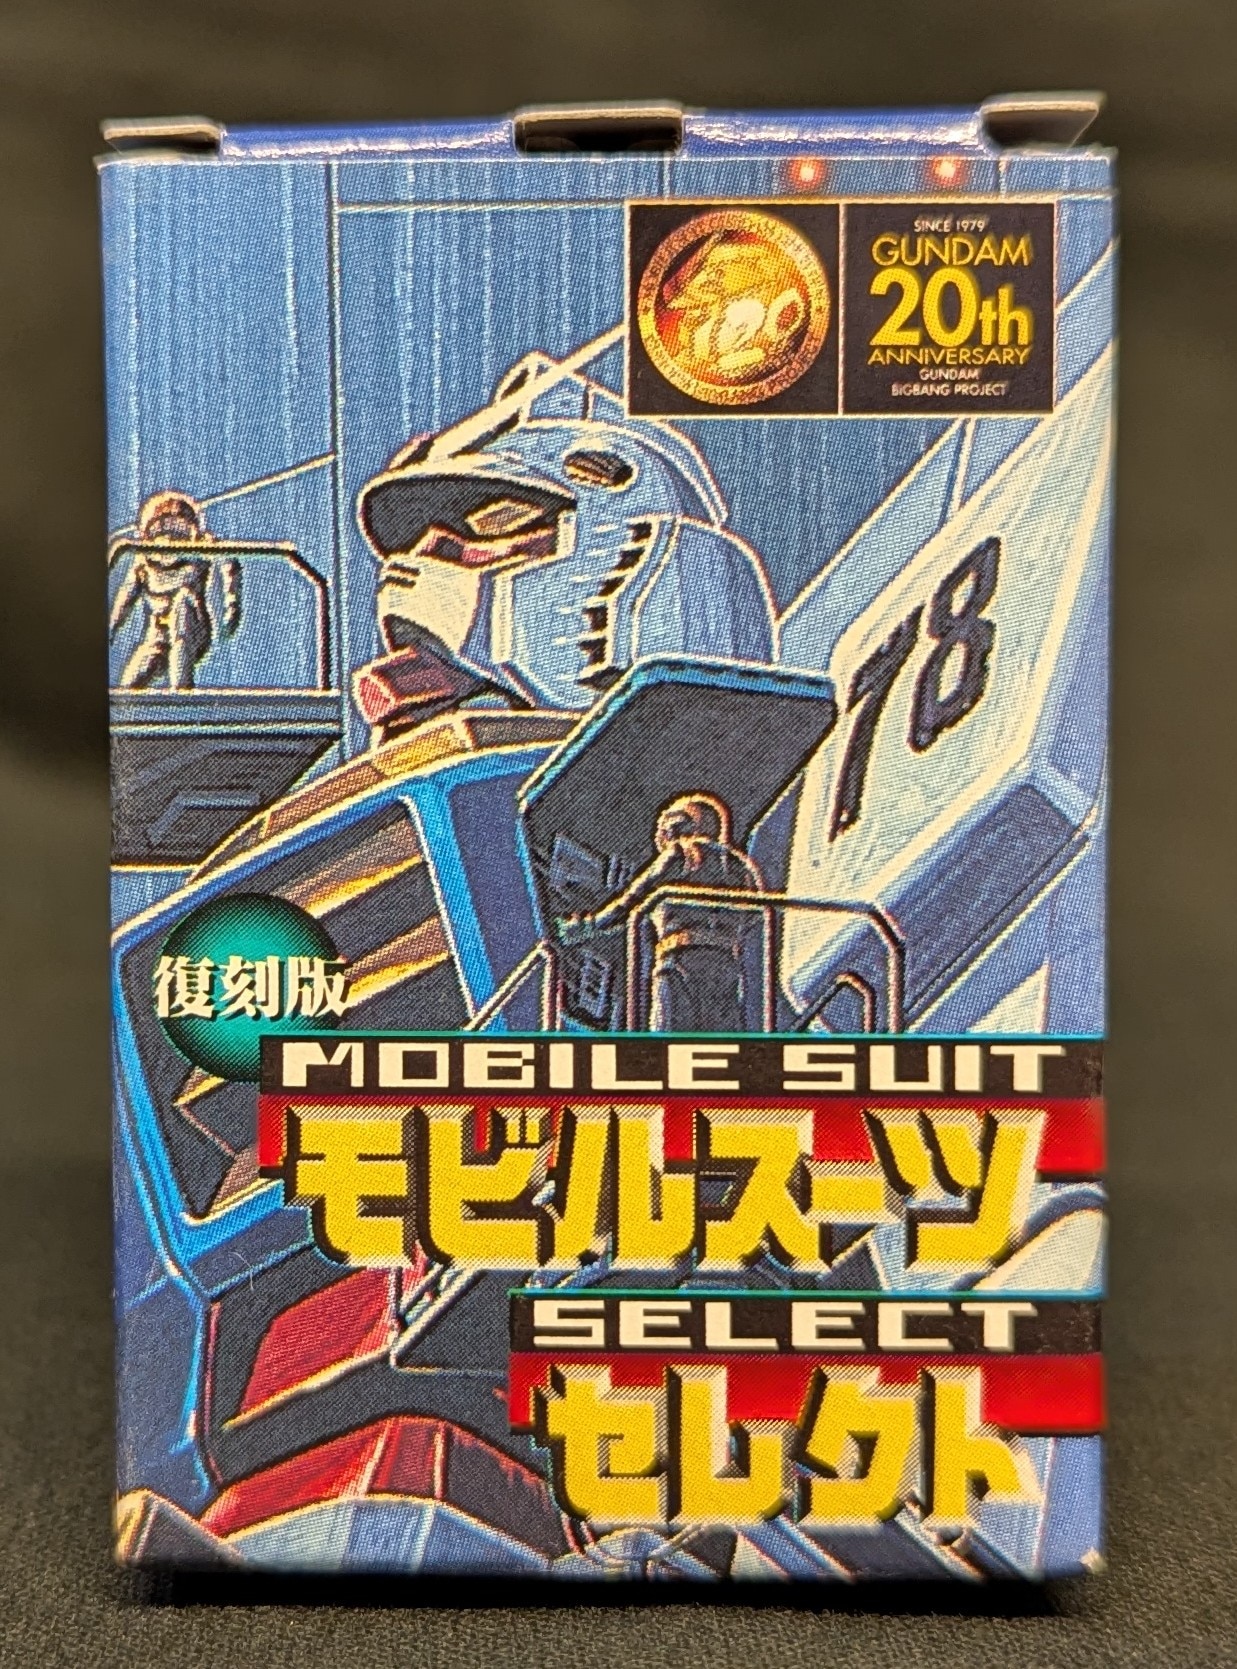 SINCE 1979
GUNDAM
20th
ANNIVERSARY
GUNDAM
BIGBANG PROJECT
78
復刻版
MOBILE SUIT
モビルスーツ
SELECT
セレクト